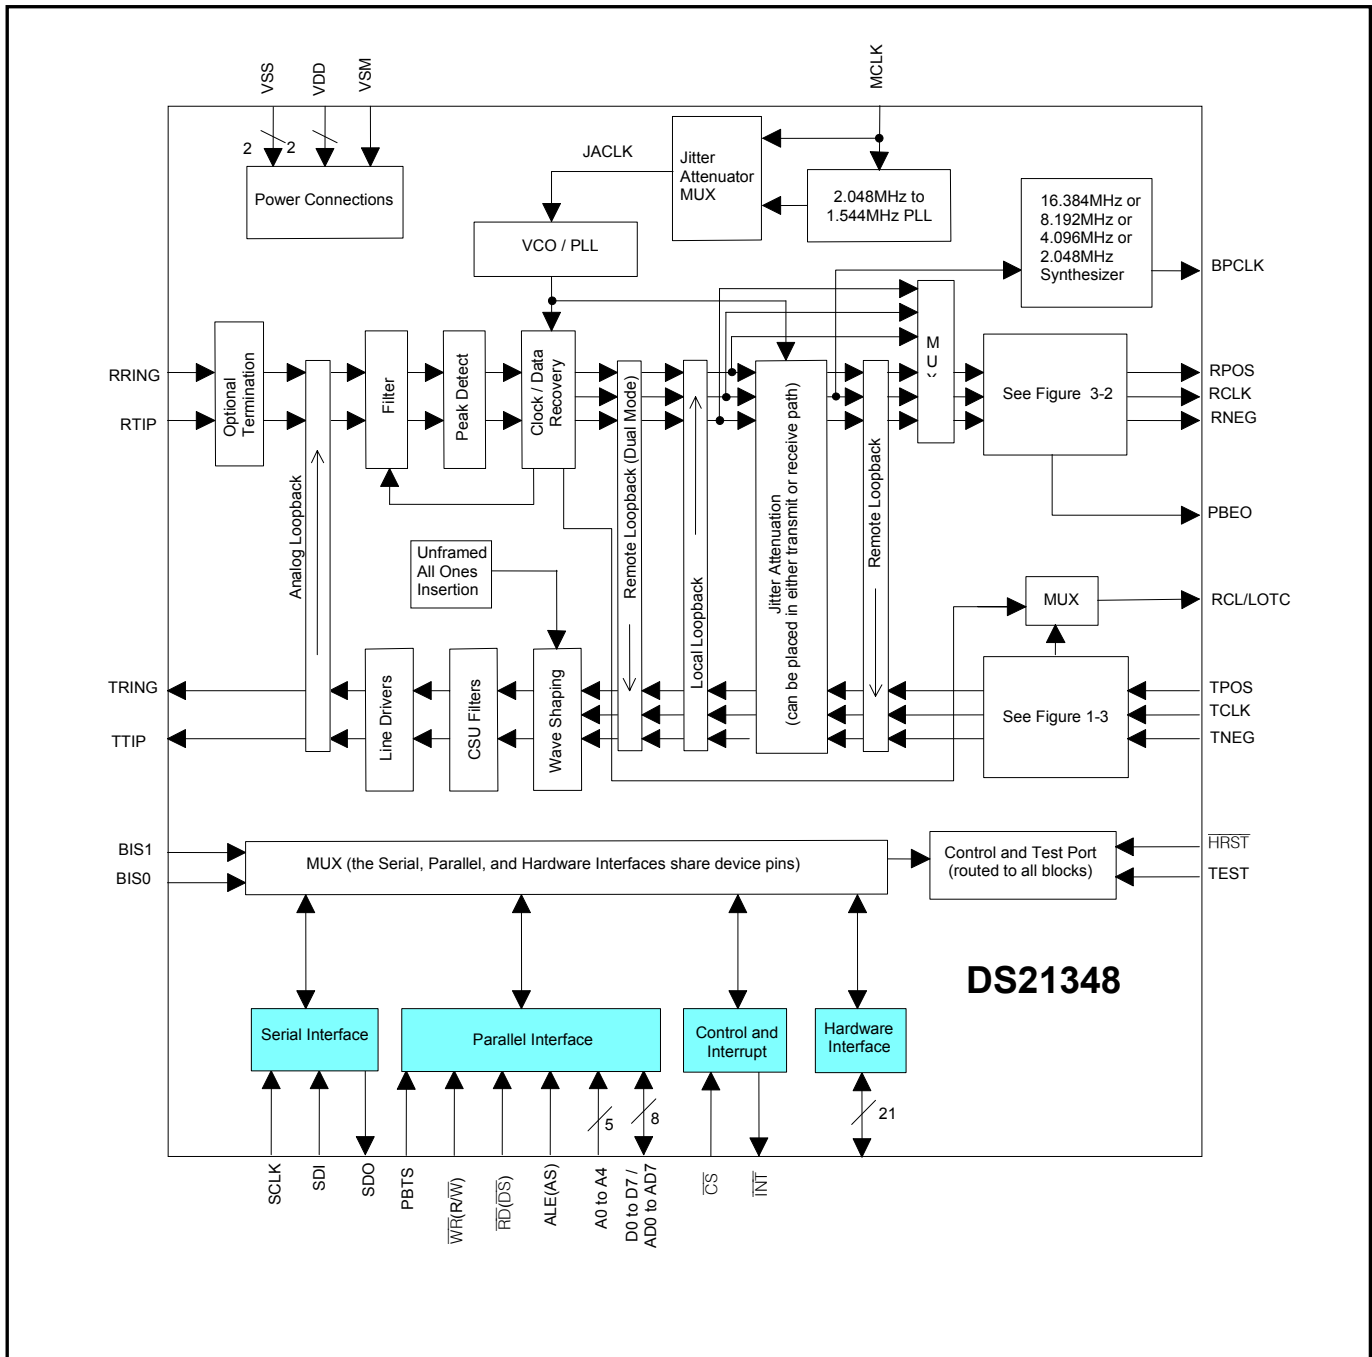 VSS
VDD
VSM
MCLK
2
2
Power Connections
JACLK
Jitter
Attenuator
MUX
2.048MHz to
1.544MHz PLL
VCO / PLL
16.384MHz or
8.192MHz or
4.096MHz or
2.048MHz
Synthesizer
BPCLK
RRING
RTIP
Optional
Termination
Analog Loopback
Filter
Peak Detect
Clock / Data
Recovery
Remote Loopback (Dual Mode)
Local Loopback
Jitter Attenuation
(can be placed in either transmit or receive path)
Remote Loopback
MUX
See Figure 3-2
RPOS
RCLK
RNEG
PBEO
Unframed
All Ones
Insertion
MUX
RCL/LOTC
TRING
TTIP
Line Drivers
CSU Filters
Wave Shaping
See Figure 1-3
TPOS
TCLK
TNEG
BIS1
BIS0
MUX (the Serial, Parallel, and Hardware Interfaces share device pins)
Control and Test Port
(routed to all blocks)
H̅R̅S̅T̅
TEST
DS21348
Serial Interface
Parallel Interface
Control and
Interrupt
Hardware
Interface
5
8
21
SCLK
SDI
SDO
PBTS
W̅R̅(R/W̅)
R̅D̅(D̅S̅)
ALE(AS)
A0 to A4
D0 to D7 /
AD0 to AD7
C̅S̅
I̅N̅T̅